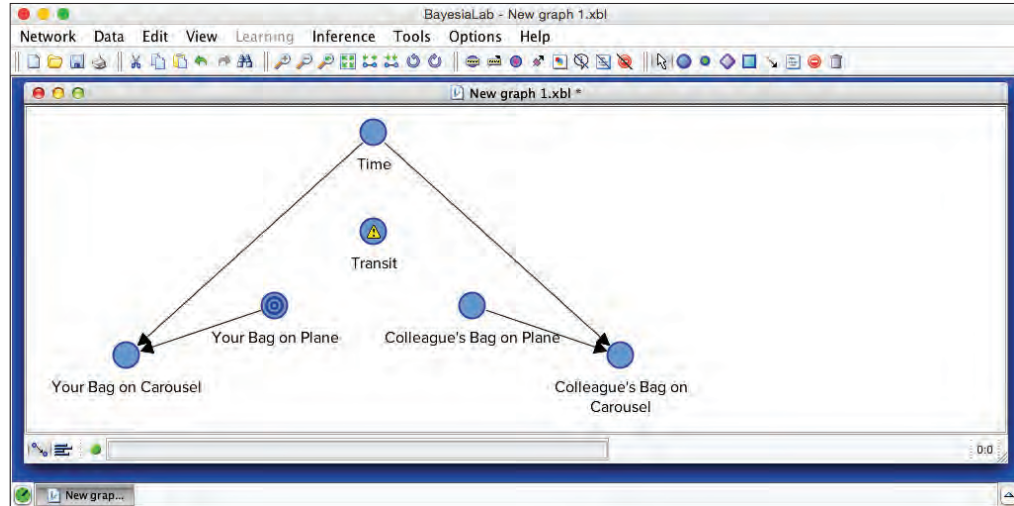 BayesiaLab - New graph 1.xbl
Network Data Edit View Learning Inference Tools Options Help
New graph 1.xbl *
Time
Transit
Your Bag on Plane
Colleague's Bag on Plane
Your Bag on Carousel
Colleague's Bag on
Carousel
0:0
New grap...